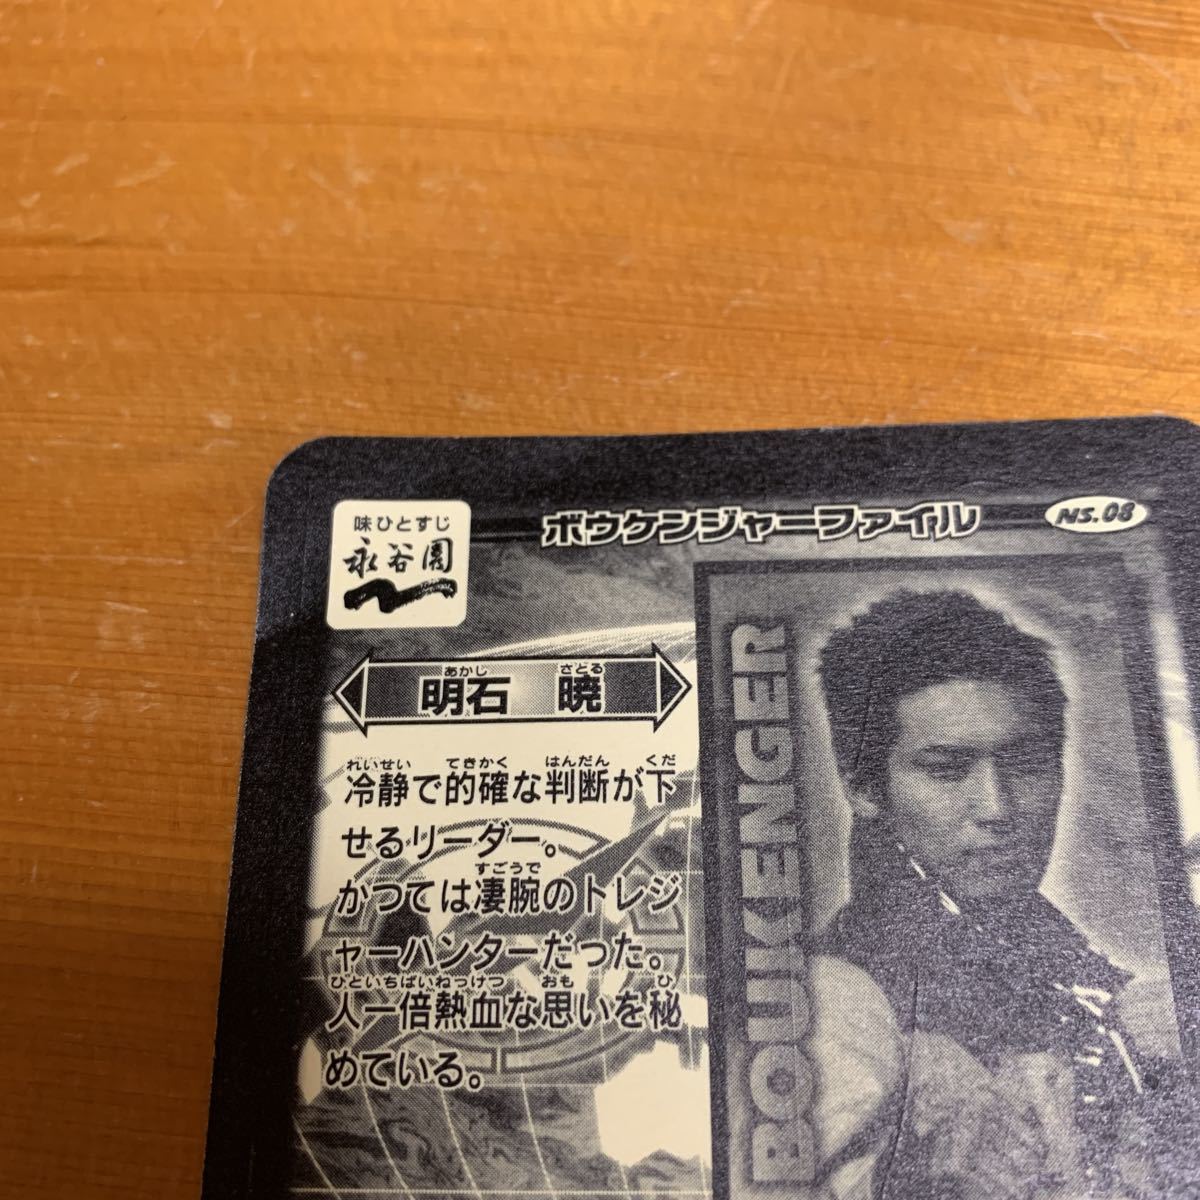 味ひとすじ
永谷園
ボウケンジャーファイル
NS.08
あかし さとる
明石 暁
れいせい てきかく はんだん くだ
冷静で的確な判断が下
せるリーダー。
すごうで
かつては凄腕のトレジ
ャーハンターだった。
ひといちばいねっけつ おも ひ
人一倍熱血な思いを秘
めている。
BOUKENGER